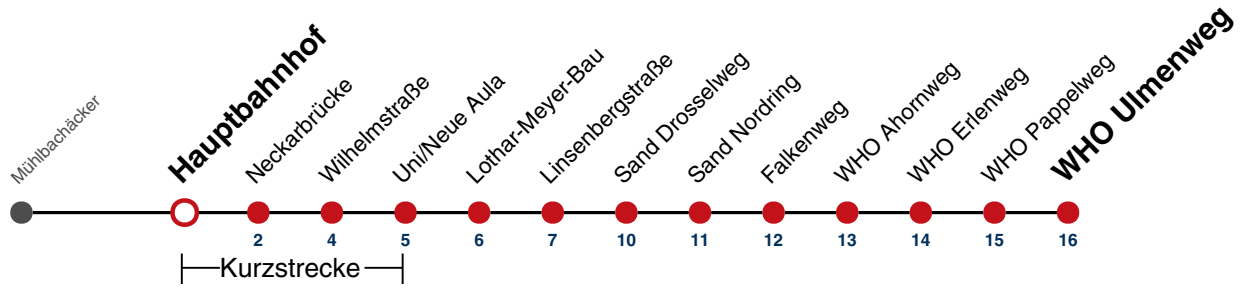 Mühlbachäcker
Hauptbahnhof
Neckarbrücke
Wilhelmstraße
Uni/Neue Aula
Lothar-Meyer-Bau
Linsenbergstraße
Sand Drosselweg
Sand Nordring
Falkenweg
WHO Ahornweg
WHO Erlenweg
WHO Pappelweg
WHO Ulmenweg
2 4 5 6 7 10 11 12 13 14 15 16
Kurzstrecke